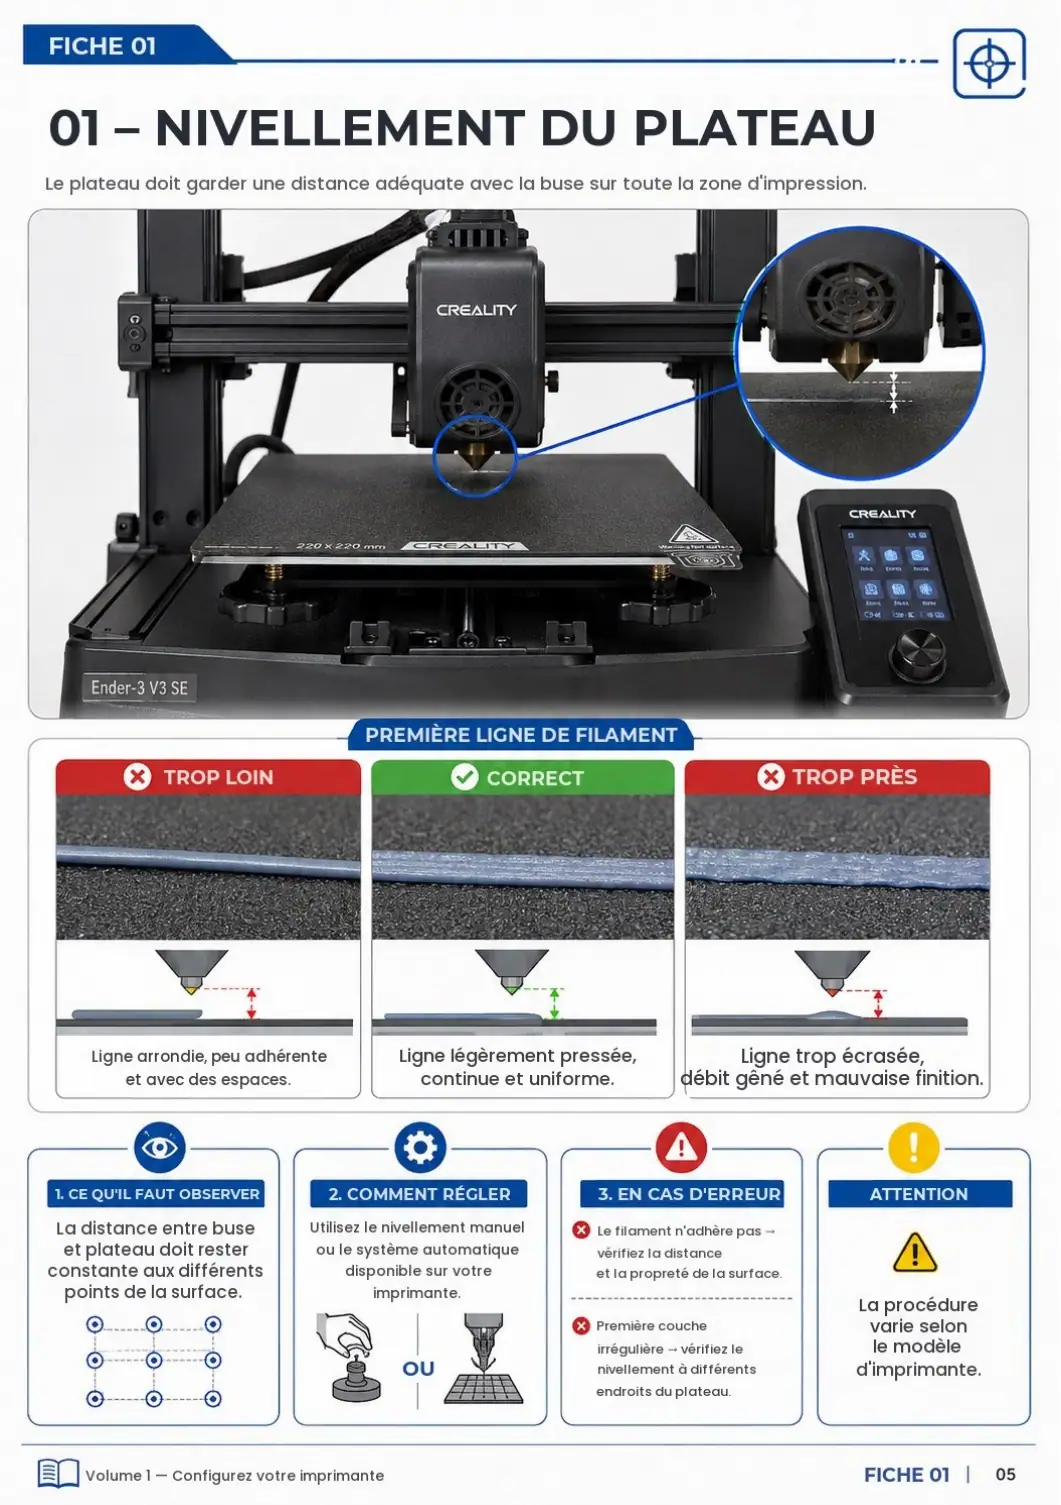 FICHE 01
01 – NIVELLEMENT DU PLATEAU
Le plateau doit garder une distance adéquate avec la buse sur toute la zone d'impression.
CREALITY
220 x 220 mm
CREALITY
CREALITY
Ender-3 V3 SE
PREMIÈRE LIGNE DE FILAMENT
TROP LOIN
Ligne arrondie, peu adhérente
et avec des espaces.
CORRECT
Ligne légèrement pressée,
continue et uniforme.
TROP PRÈS
Ligne trop écrasée,
débit gêné et mauvaise finition.
1. CE QU'IL FAUT OBSERVER
La distance entre buse
et plateau doit rester
constante aux différents
points de la surface.
2. COMMENT RÉGLER
Utilisez le nivellement manuel
ou le système automatique
disponible sur votre
imprimante.
OU
3. EN CAS D'ERREUR
Le filament n'adhère pas →
vérifiez la distance
et la propreté de la surface.
Première couche
irrégulière → vérifiez le
nivellement à différents
endroits du plateau.
ATTENTION
La procédure
varie selon
le modèle
d'imprimante.
Volume 1 — Configurez votre imprimante
FICHE 01 | 05